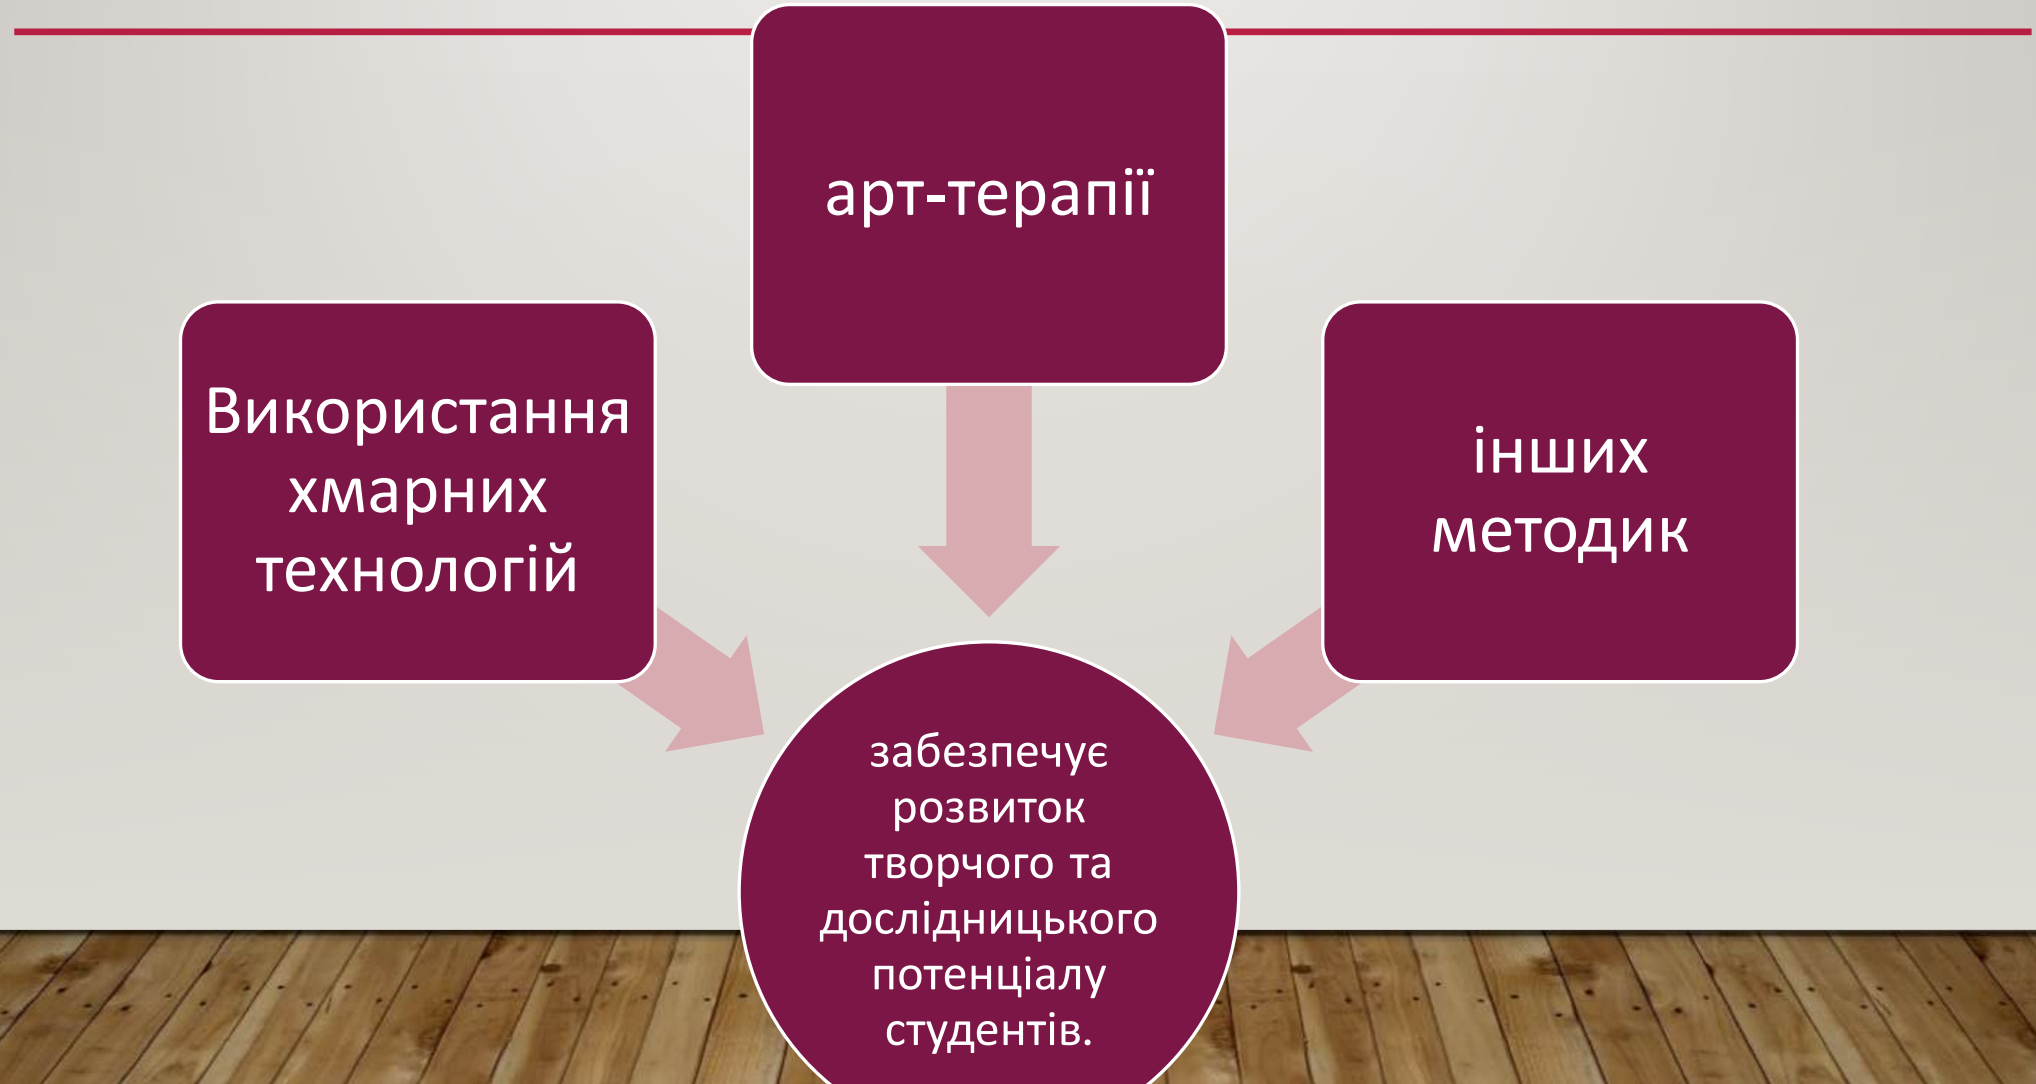 Використання
хмарних
технологій
арт-терапії
інших
методик
забезпечує
розвиток
творчого та
дослідницького
потенціалу
студентів.